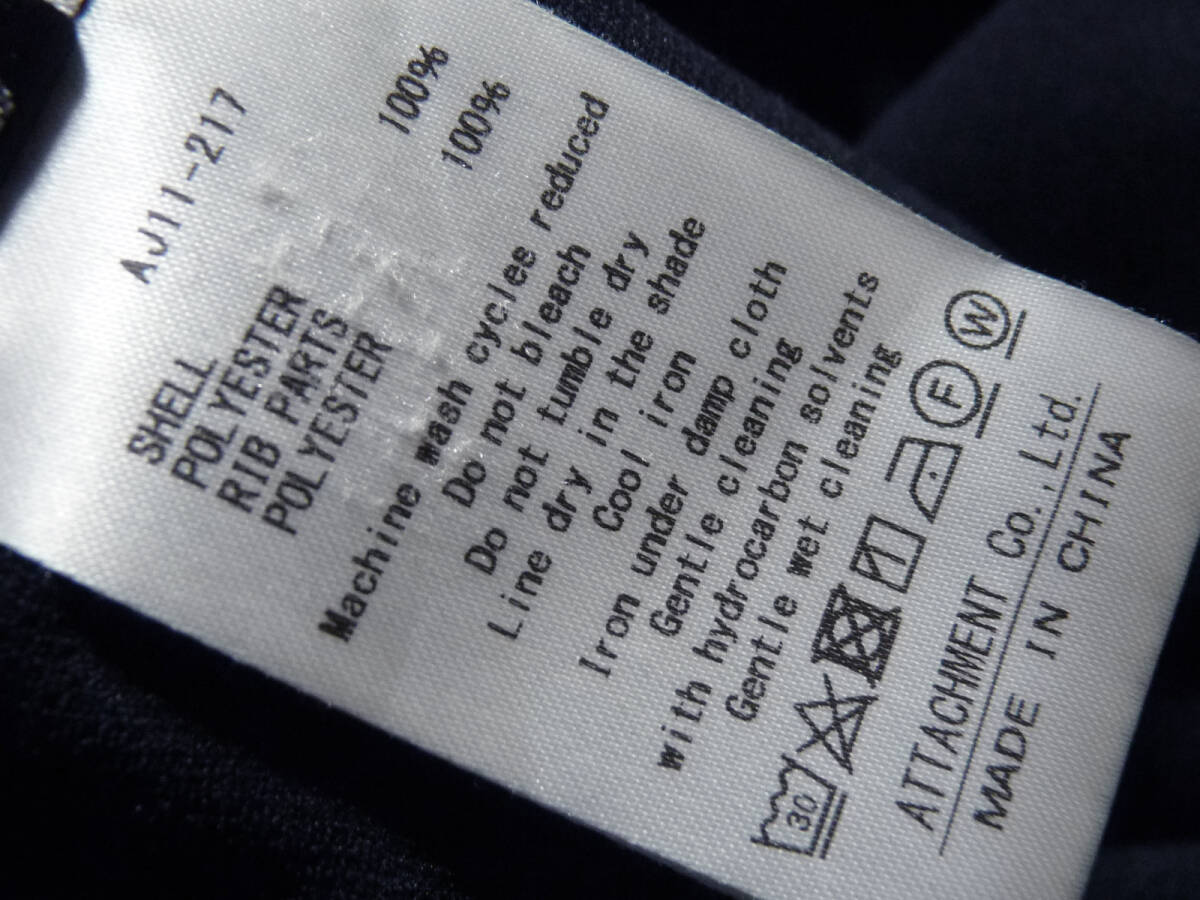 AJ11-217
SHELL
POLYESTER 100%
RIB PARTS
POLYESTER 100%
Machine wash cycles reduced
Do not bleach
Do not tumble dry
Line dry in the shade
Cool iron
Iron under damp cloth
Gentle cleaning
with hydrocarbon solvents
Gentle wet cleaning
30 F W
ATTACHMENT Co., Ltd.
MADE IN CHINA